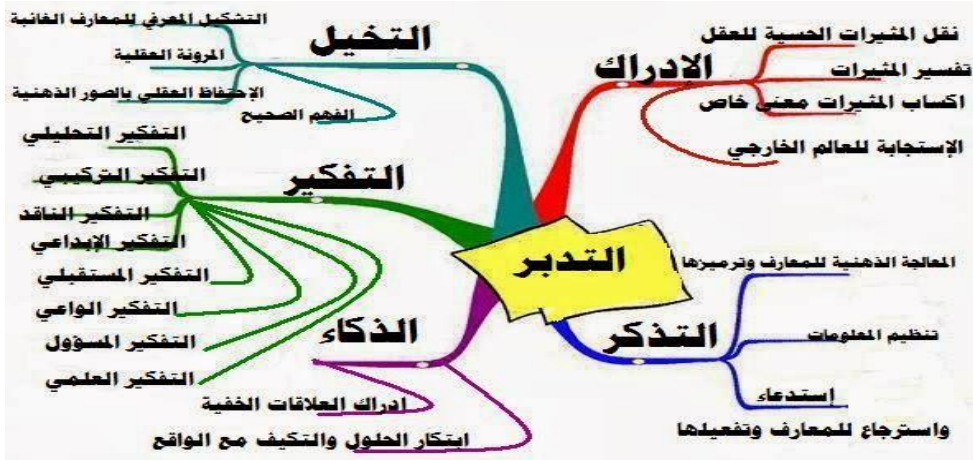 التدبر
الإدراك
نقل المثيرات الحسية للعقل
تفسير المثيرات
اكساب المثيرات معنى خاص
الإستجابة للعالم الخارجي
التذكر
المعالجة الذهنية للمعارف وترميزها
تنظيم المعلومات
إستدعاء
واسترجاع للمعارف وتفعيلها
التخيل
التشكيل المعرفي للمعارف الغائبة
المرونة العقلية
الإحتفاظ العقلي بالصور الذهنية
الفهم الصحيح
التفكير
التفكير التحليلي
التفكير التركيبي
التفكير الناقد
التفكير الإبداعي
التفكير المستقبلي
التفكير الواعي
التفكير المسؤول
التفكير العلمي
الذكاء
ادراك العلاقات الخفية
ابتكار الحلول والتكيف مع الواقع